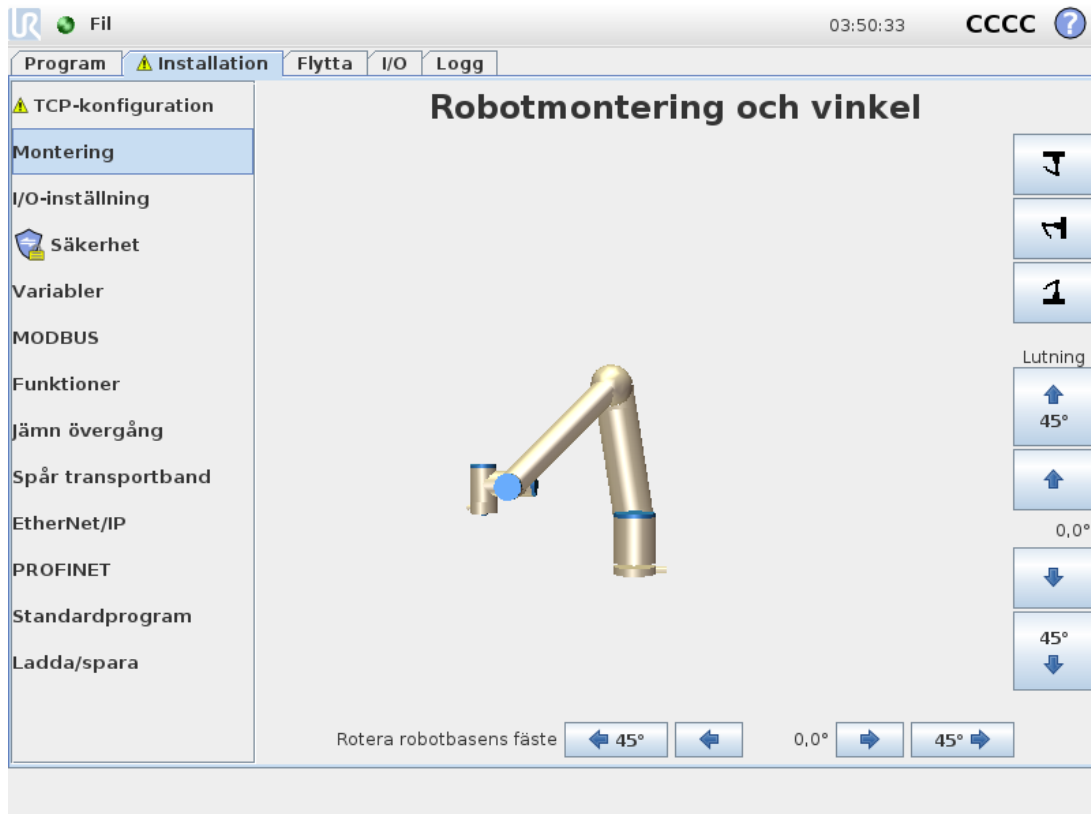 UR Fil 03:50:33 CCCC ?
Program Installation Flytta I/O Logg
TCP-konfiguration
Montering
I/O-inställning
Säkerhet
Variabler
MODBUS
Funktioner
Jämn övergång
Spår transportband
EtherNet/IP
PROFINET
Standardprogram
Ladda/spara
Robotmontering och vinkel
Lutning
45°
0,0°
45°
Rotera robotbasens fäste 45° 0,0° 45°